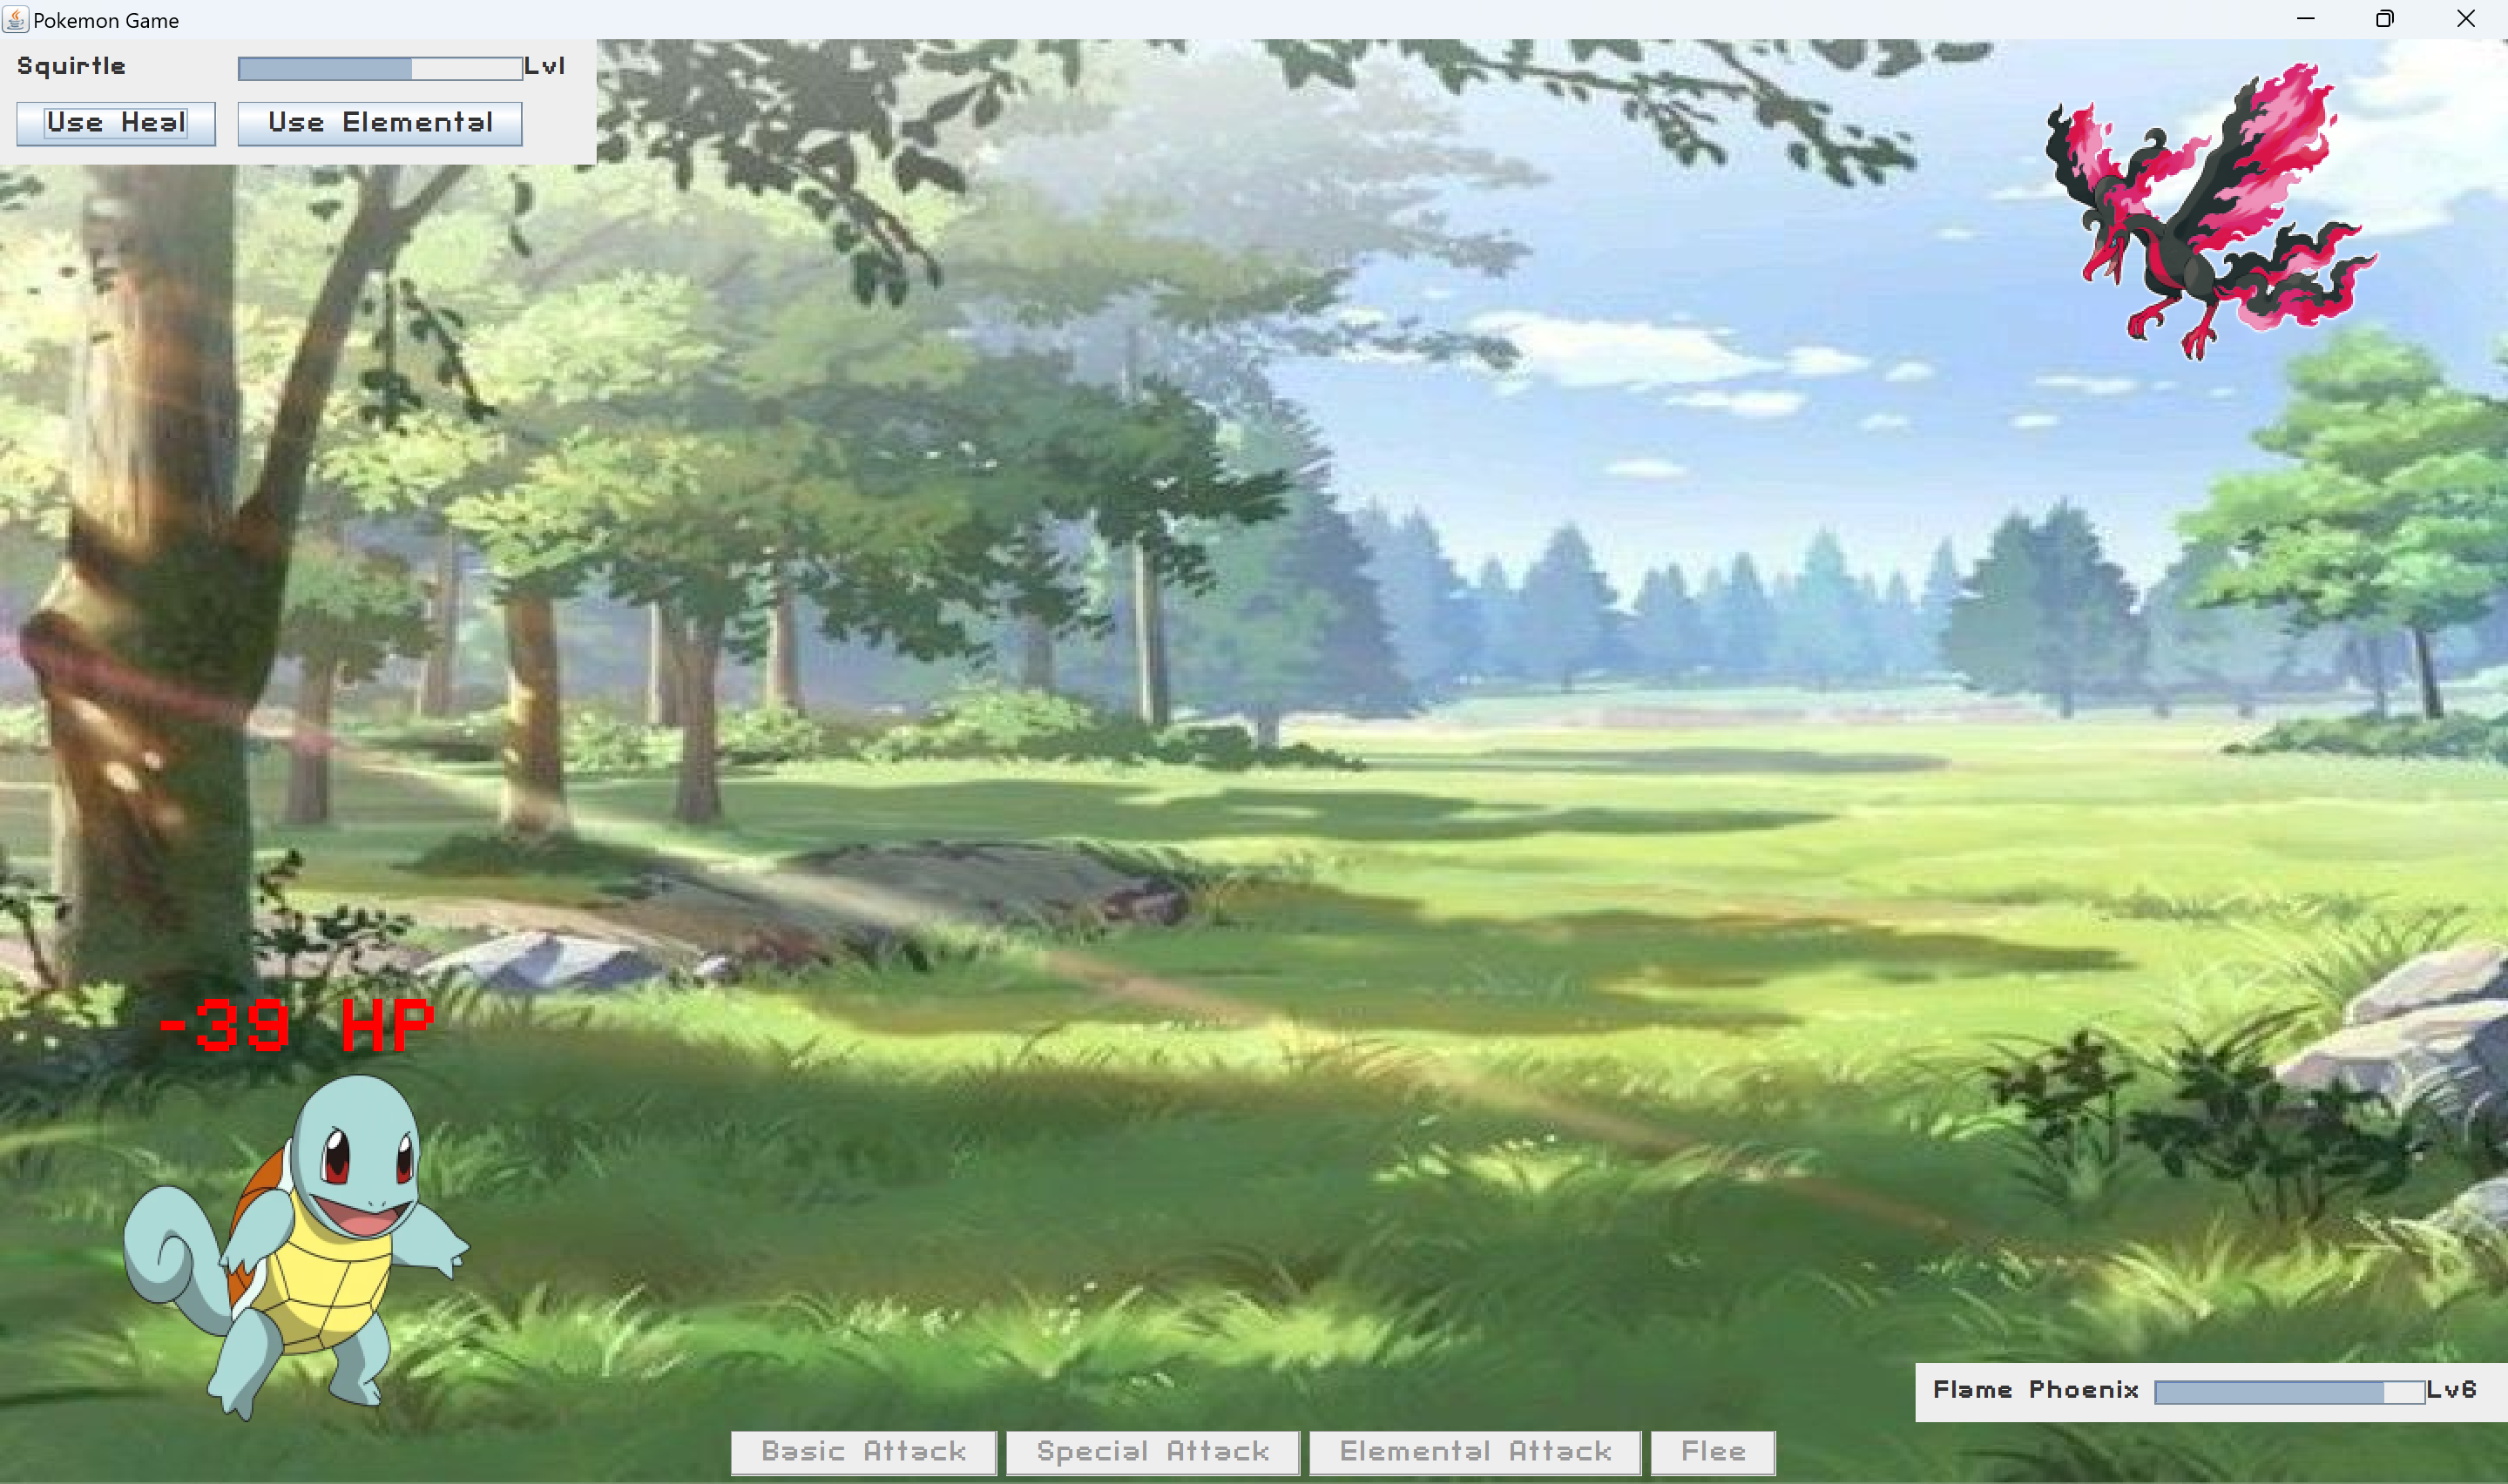 Pokemon Game
Squirtle Lv1
Use Heal Use Elemental
-39 HP
Flame Phoenix Lv6
Basic Attack Special Attack Elemental Attack Flee